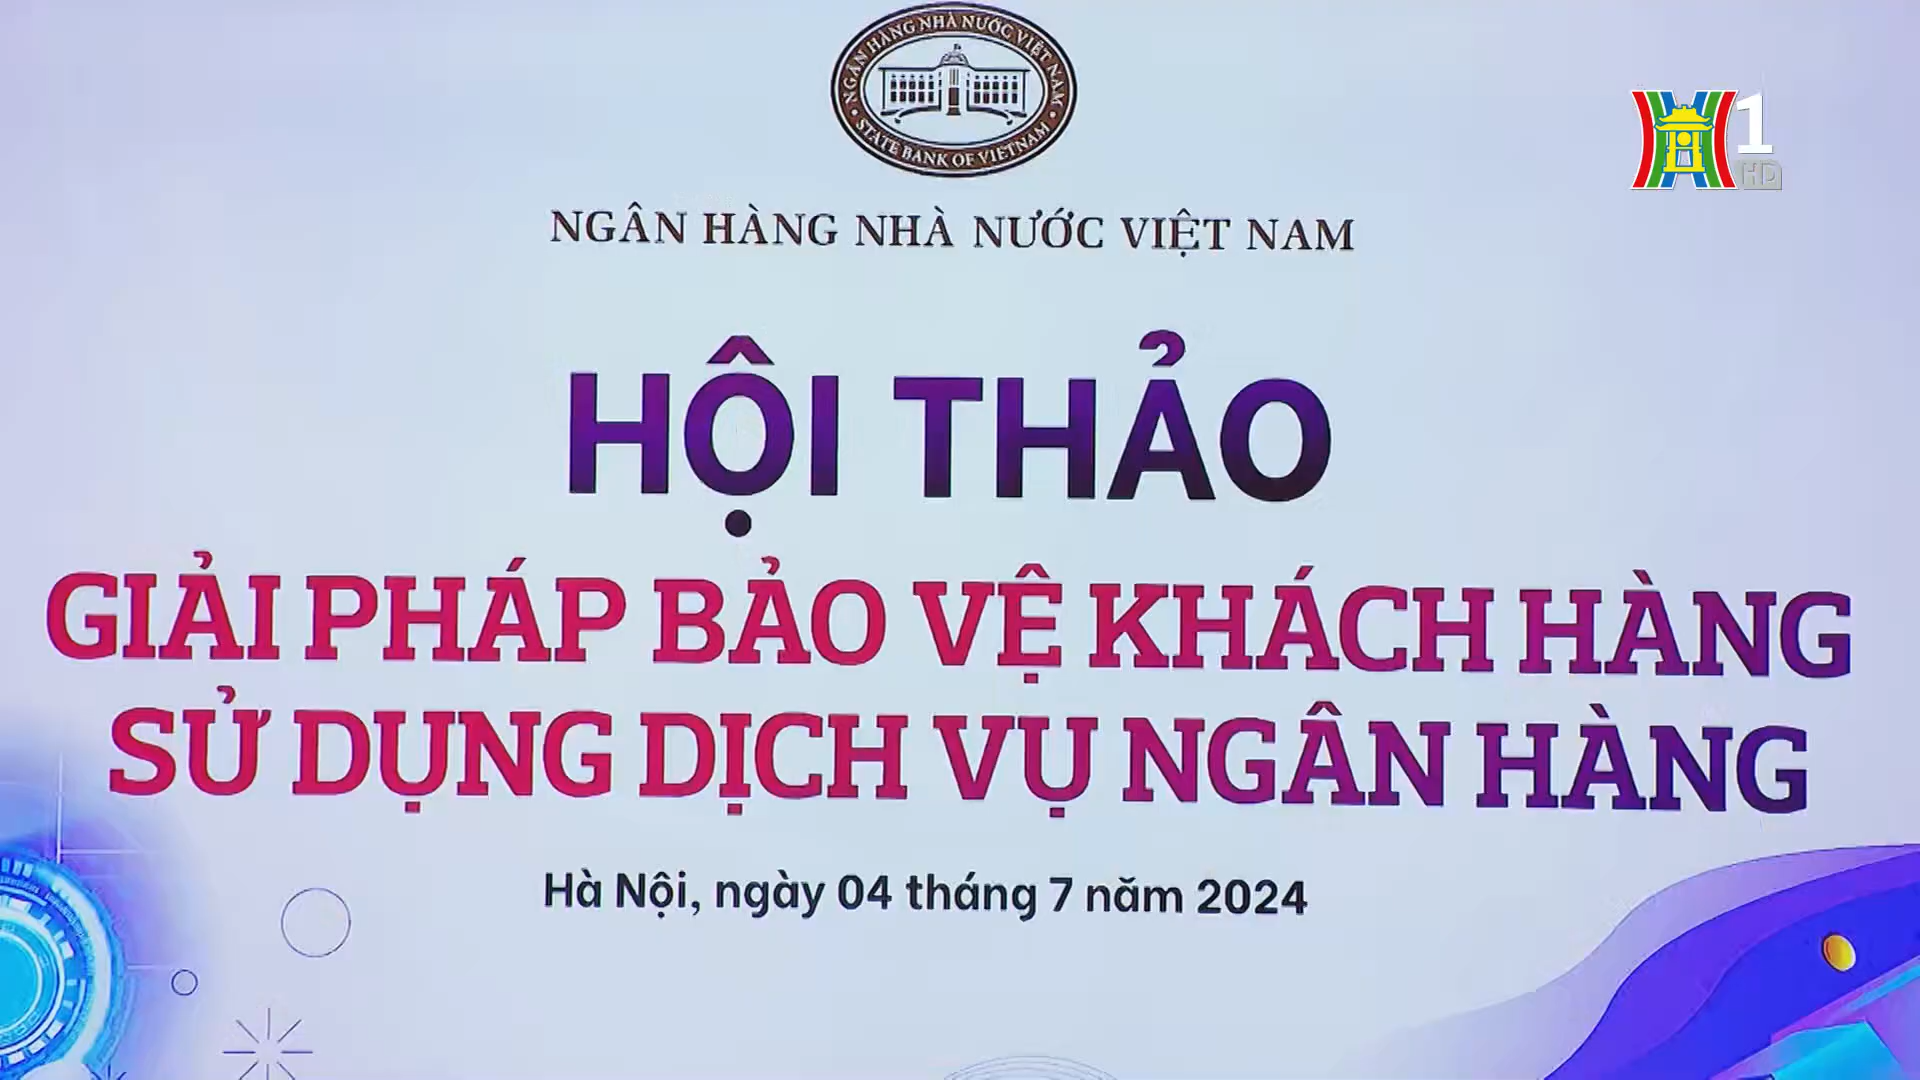 NGÂN HÀNG NHÀ NƯỚC VIỆT NAM
STATE BANK OF VIETNAM
1
HD
NGÂN HÀNG NHÀ NƯỚC VIỆT NAM
HỘI THẢO
GIẢI PHÁP BẢO VỆ KHÁCH HÀNG
SỬ DỤNG DỊCH VỤ NGÂN HÀNG
Hà Nội, ngày 04 tháng 7 năm 2024